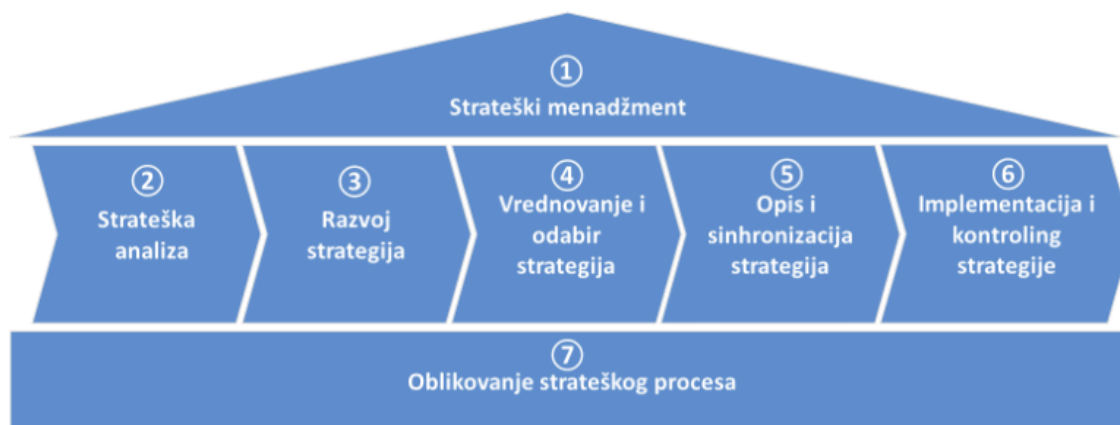 ①
Strateški menadžment
②
Strateška
analiza
③
Razvoj
strategija
④
Vrednovanje i
odabir
strategija
⑤
Opis i
sinhronizacija
strategija
⑥
Implementacija i
kontroling
strategije
⑦
Oblikovanje strateškog procesa